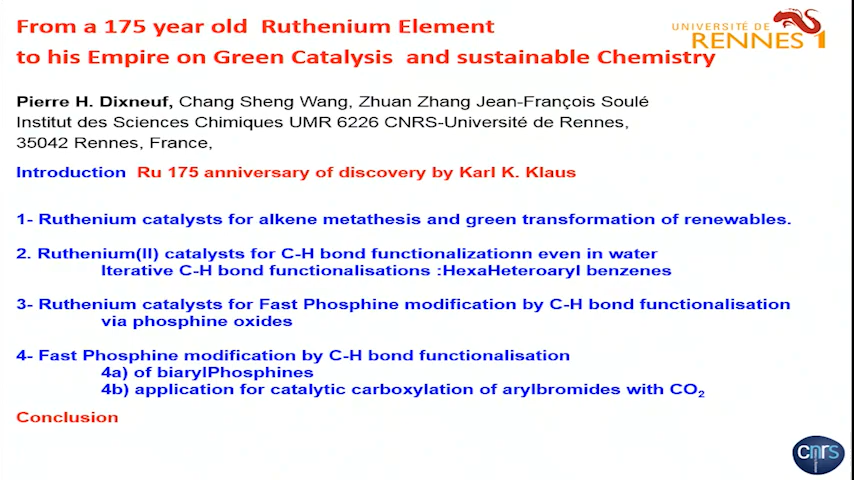 From a 175 year old Ruthenium Element
to his Empire on Green Catalysis and sustainable Chemistry
UNIVERSITÉ DE
RENNES 1
Pierre H. Dixneuf, Chang Sheng Wang, Zhuan Zhang Jean-François Soulé
Institut des Sciences Chimiques UMR 6226 CNRS-Université de Rennes,
35042 Rennes, France,
Introduction Ru 175 anniversary of discovery by Karl K. Klaus
1- Ruthenium catalysts for alkene metathesis and green transformation of renewables.
2. Ruthenium(II) catalysts for C-H bond functionalizationn even in water
Iterative C-H bond functionalisations :HexaHeteroaryl benzenes
3- Ruthenium catalysts for Fast Phosphine modification by C-H bond functionalisation
via phosphine oxides
4- Fast Phosphine modification by C-H bond functionalisation
4a) of biarylPhosphines
4b) application for catalytic carboxylation of arylbromides with CO₂
Conclusion
cnrs